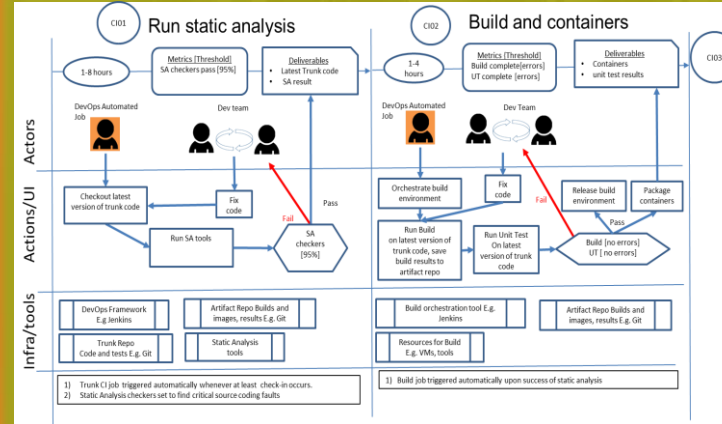 CI01
Run static analysis
CI02
Build and containers
CI03
1-8 hours
Metrics [Threshold]
SA checkers pass [95%]
Deliverables
• Latest Trunk code
• SA result
1-4
hours
Metrics [Threshold]
Build complete[errors]
UT complete [errors]
Deliverables
• Containers
• unit test results
Actors
DevOps Automated
Job
Dev team
DevOps Automated
Job
Dev Team
Actions/UI
Checkout latest
version of trunk code
Fix
code
Run SA tools
Fail
Pass
SA
checkers
[95%]
Orchestrate build
environment
Fix
code
Fail
Release build
environment
Package
containers
Pass
Run Build
on latest version of
trunk code, save
build results to
artifact repo
Run Unit Test
On latest
version of trunk
code
Build [no errors]
UT [ no errors]
Infra/tools
DevOps Framework
E.g Jenkins
Artifact Repo Builds and
images, results E.g. Git
Trunk Repo
Code and tests E.g. Git
Static Analysis
tools
Build orchestration tool E.g.
Jenkins
Artifact Repo Builds and
images, results E.g. Git
Resources for Build
E.g. VMs, tools
1) Trunk CI job triggered automatically whenever at least check-in occurs.
2) Static Analysis checkers set to find critical source coding faults
1) Build job triggered automatically upon success of static analysis